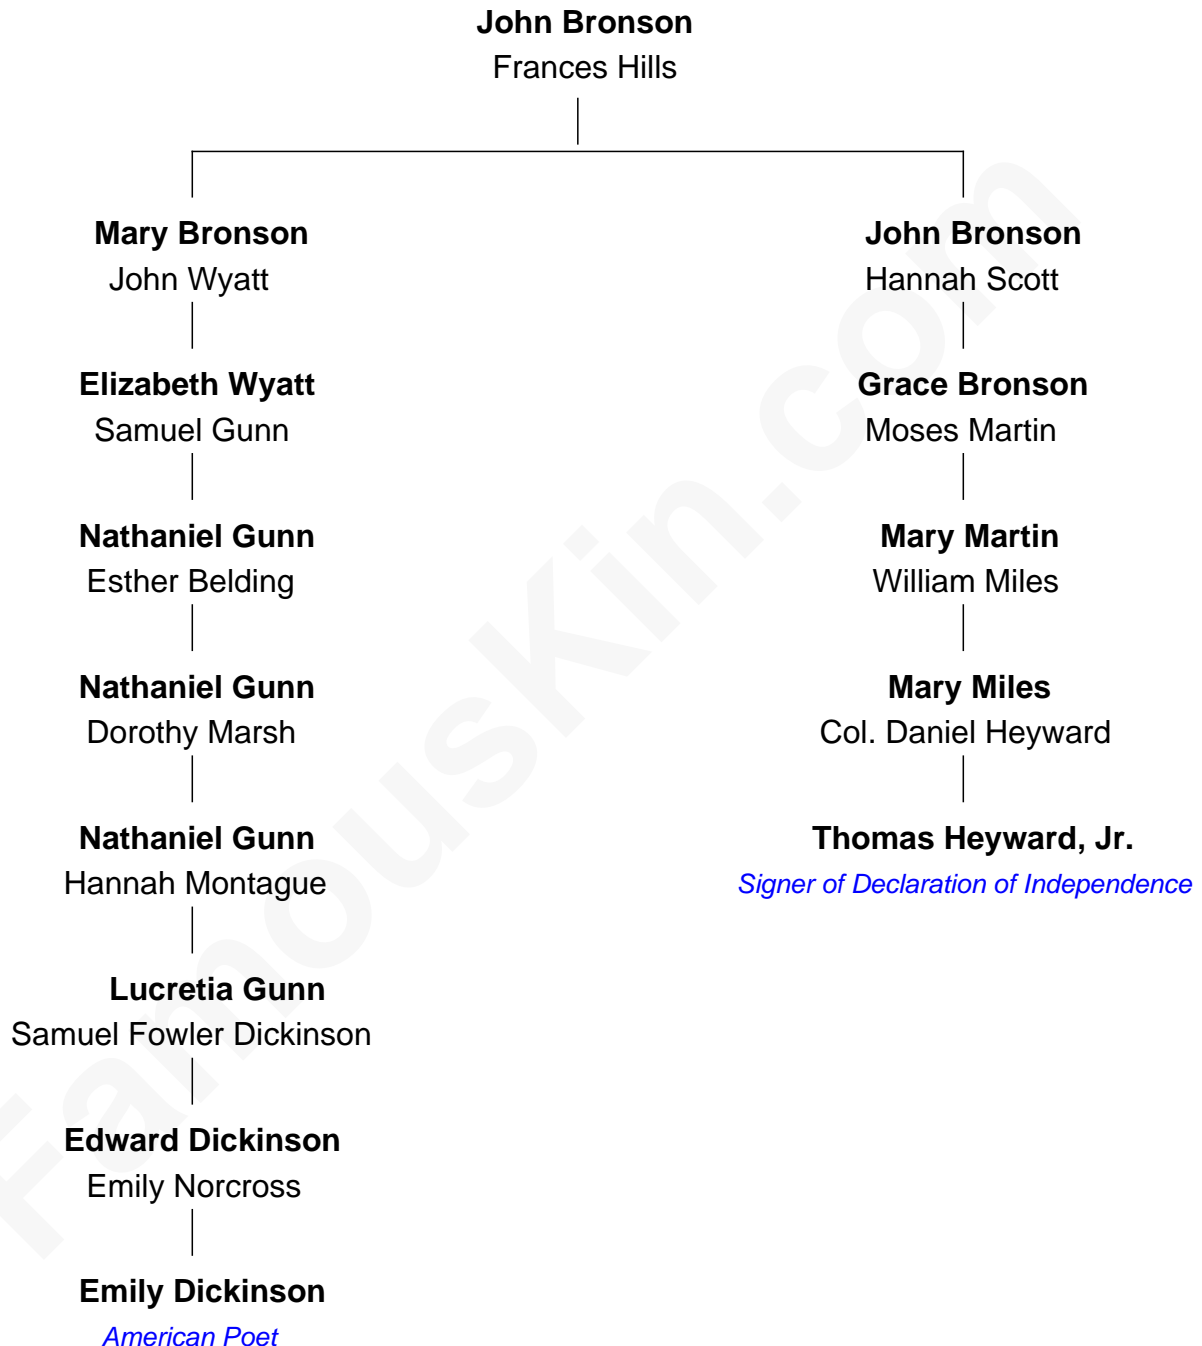 John Bronson
Frances Hills
Mary Bronson
John Wyatt
John Bronson
Hannah Scott
Elizabeth Wyatt
Samuel Gunn
Grace Bronson
Moses Martin
Nathaniel Gunn
Esther Belding
Mary Martin
William Miles
Nathaniel Gunn
Dorothy Marsh
Mary Miles
Col. Daniel Heyward
Nathaniel Gunn
Hannah Montague
Thomas Heyward, Jr.
Signer of Declaration of Independence
Lucretia Gunn
Samuel Fowler Dickinson
Edward Dickinson
Emily Norcross
Emily Dickinson
American Poet
FamousKin.com